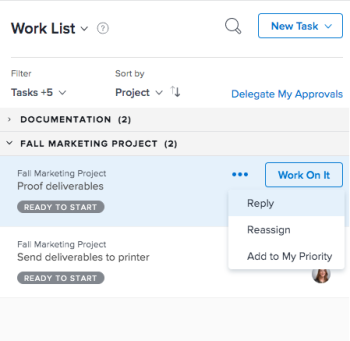 Work List
New Task
Filter
Sort by
Tasks +5
Project
Delegate My Approvals
DOCUMENTATION (2)
FALL MARKETING PROJECT (2)
Fall Marketing Project
Proof deliverables
READY TO START
Work On It
Reply
Reassign
Add to My Priority
Fall Marketing Project
Send deliverables to printer
READY TO START